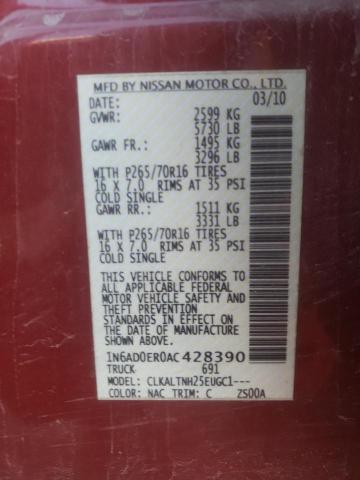 MFD BY NISSAN MOTOR CO., LTD.
DATE: 03/10
GVWR: 2599 KG
5730 LB
GAWR FR.: 1495 KG
3296 LB
WITH P265/70R16 TIRES
16 X 7.0 RIMS AT 35 PSI
COLD SINGLE
GAWR RR.: 1511 KG
3331 LB
WITH P265/70R16 TIRES
16 X 7.0 RIMS AT 35 PSI
COLD SINGLE
THIS VEHICLE CONFORMS TO
ALL APPLICABLE FEDERAL
MOTOR VEHICLE SAFETY AND
THEFT PREVENTION
STANDARDS IN EFFECT ON
THE DATE OF MANUFACTURE
SHOWN ABOVE.
1N6AD0ER0AC428390
TRUCK 691
MODEL: CLKALTNH25EUGC1---
COLOR: NAC TRIM: C ZS00A